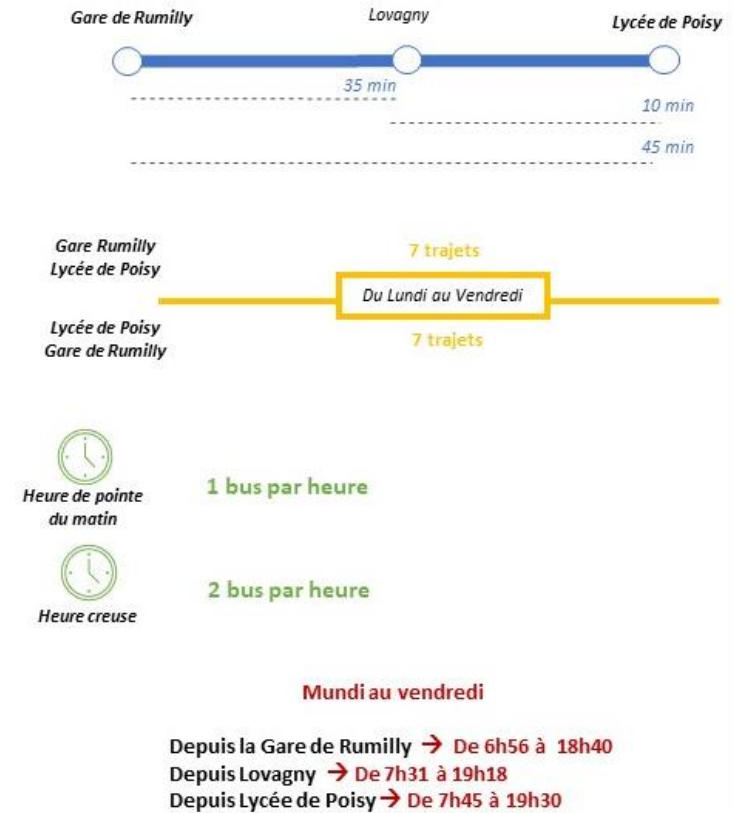 Gare de Rumilly
Lovagny
Lycée de Poisy
35 min
10 min
45 min
Gare Rumilly
Lycée de Poisy
7 trajets
Du Lundi au Vendredi
Lycée de Poisy
Gare de Rumilly
7 trajets
Heure de pointe
du matin
1 bus par heure
Heure creuse
2 bus par heure
Mundi au vendredi
Depuis la Gare de Rumilly → De 6h56 à 18h40
Depuis Lovagny → De 7h31 à 19h18
Depuis Lycée de Poisy → De 7h45 à 19h30